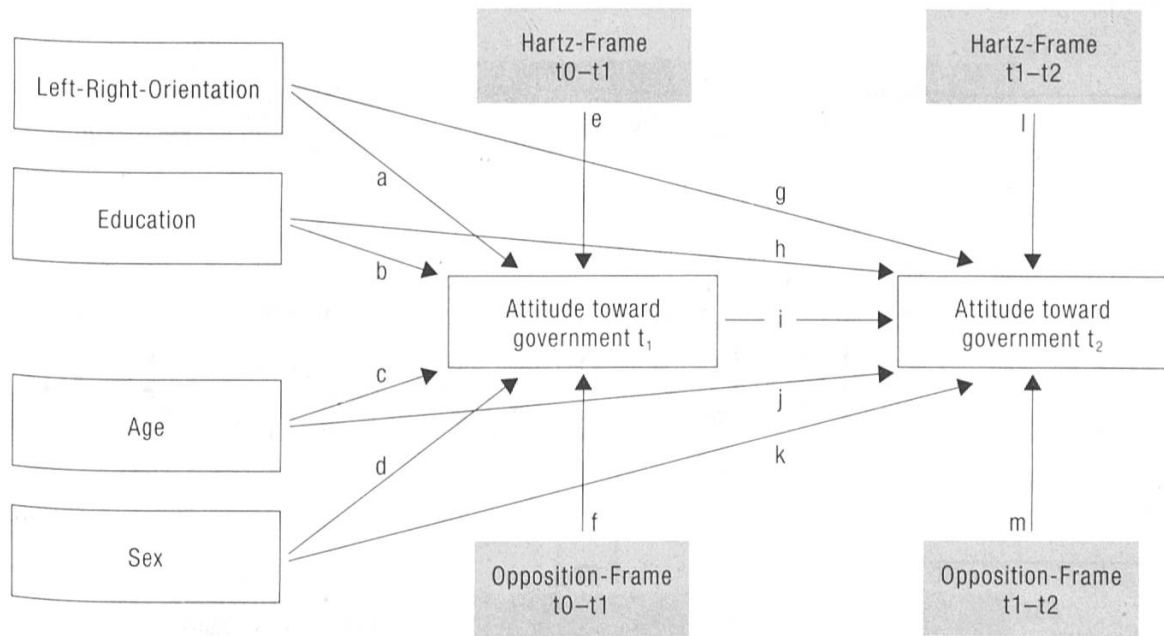 Hartz-Frame
t0–t1
Hartz-Frame
t1–t2
Left-Right-Orientation
e
l
a
g
Education
h
b
Attitude toward
government t₁
i
Attitude toward
government t₂
c
j
Age
d
k
f
m
Sex
Opposition-Frame
t0–t1
Opposition-Frame
t1–t2